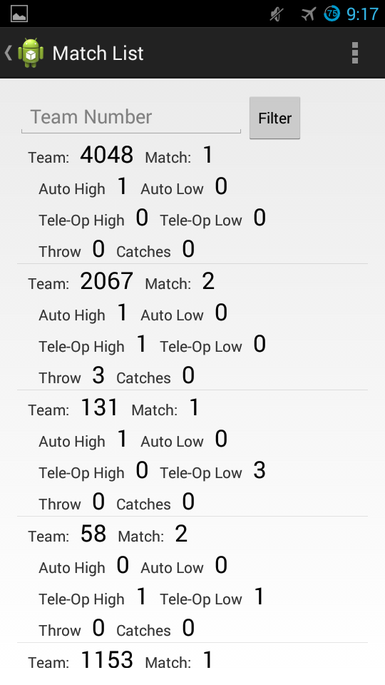 75 9:17
Match List
Team Number Filter
Team: 4048 Match: 1
Auto High 1 Auto Low 0
Tele-Op High 0 Tele-Op Low 0
Throw 0 Catches 0
Team: 2067 Match: 2
Auto High 1 Auto Low 0
Tele-Op High 1 Tele-Op Low 0
Throw 3 Catches 0
Team: 131 Match: 1
Auto High 1 Auto Low 0
Tele-Op High 0 Tele-Op Low 3
Throw 0 Catches 0
Team: 58 Match: 2
Auto High 0 Auto Low 0
Tele-Op High 1 Tele-Op Low 1
Throw 0 Catches 0
Team: 1153 Match: 1